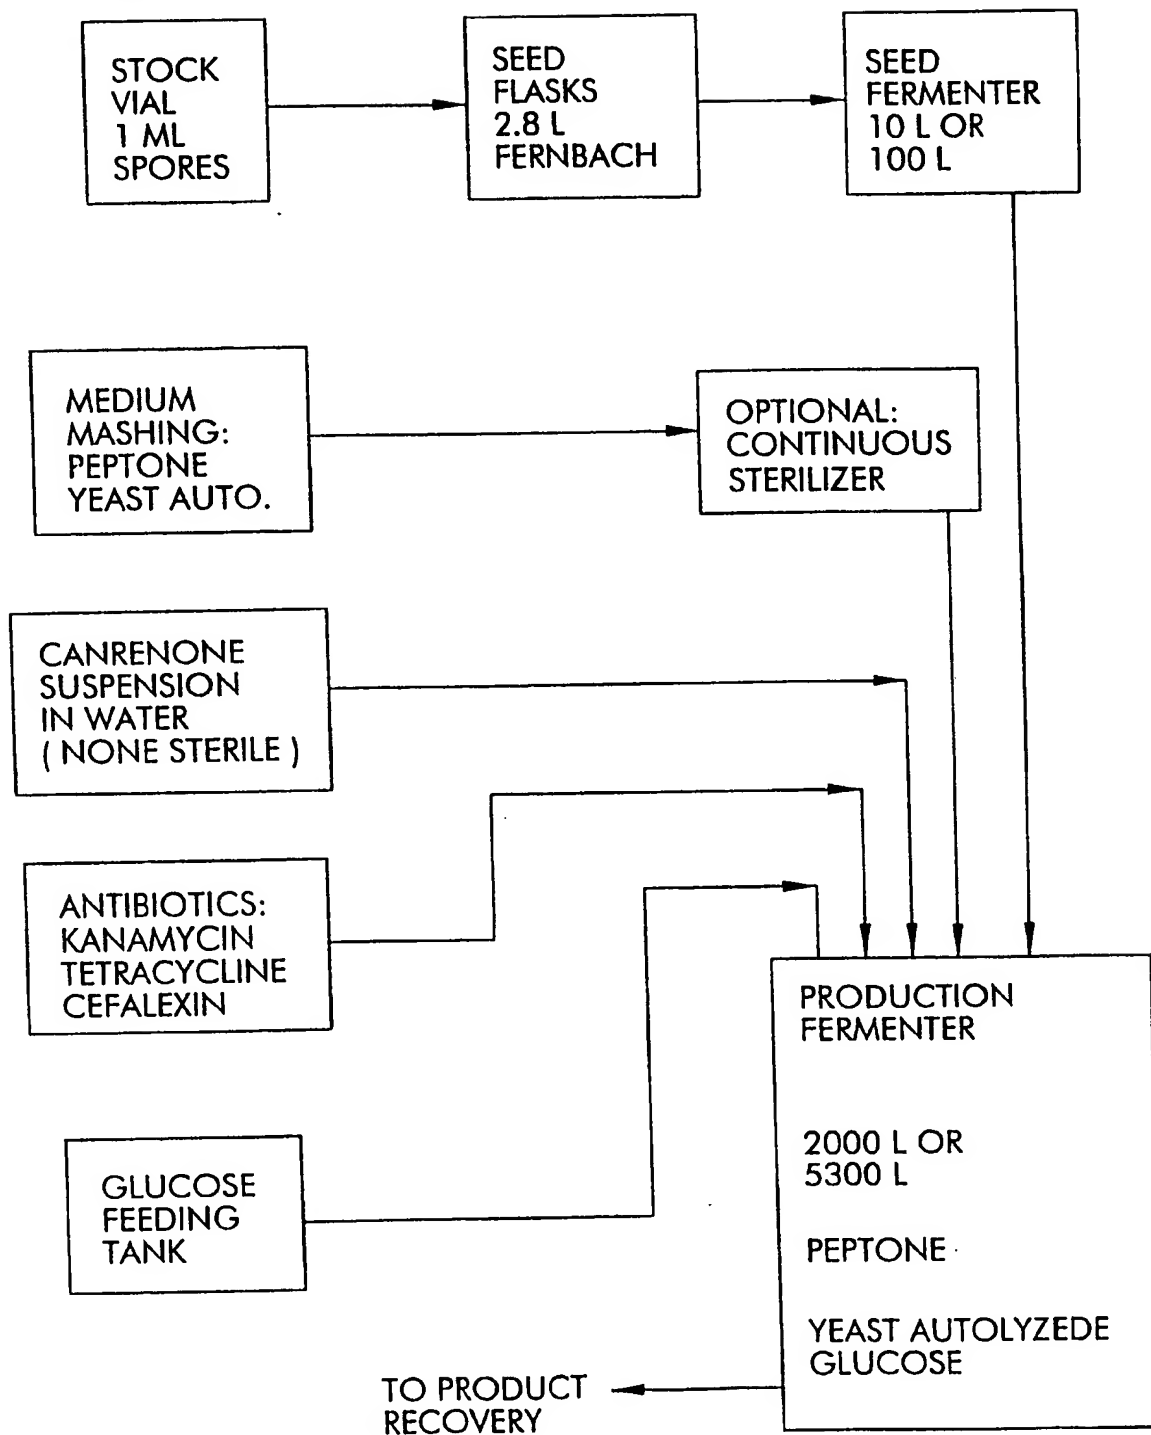 STOCK
VIAL
1 ML
SPORES
SEED
FLASKS
2.8 L
FERNBACH
SEED
FERMENTER
10 L OR
100 L
MEDIUM
MASHING:
PEPTONE
YEAST AUTO.
OPTIONAL:
CONTINUOUS
STERILIZER
CANRENONE
SUSPENSION
IN WATER
( NONE STERILE )
ANTIBIOTICS:
KANAMYCIN
TETRACYCLINE
CEFALEXIN
GLUCOSE
FEEDING
TANK
PRODUCTION
FERMENTER
2000 L OR
5300 L
PEPTONE
YEAST AUTOLYZEDE
GLUCOSE
TO PRODUCT
RECOVERY